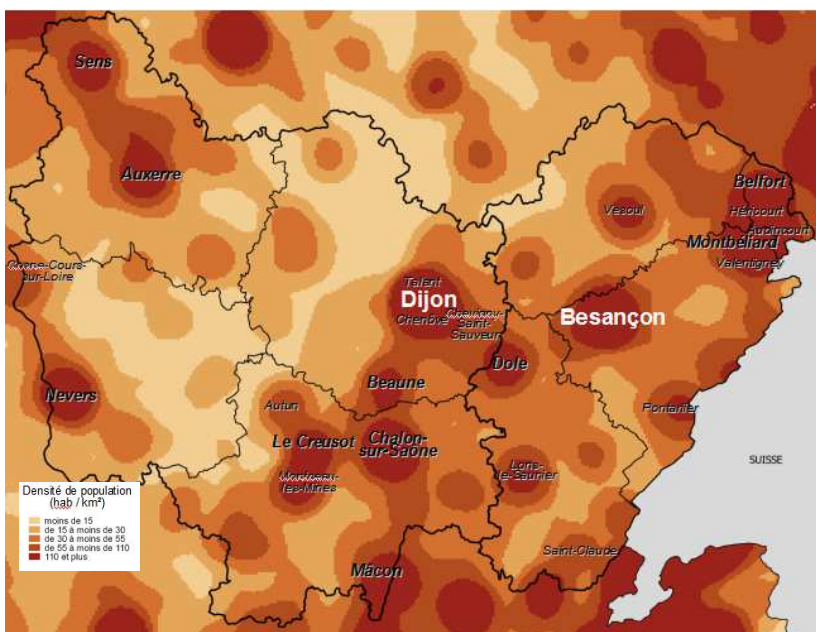 Sens
Auxerre
Belfort
Vesoul
Héricourt
Audincourt
Montbéliard
Valentigney
Cosne-Cours-
sur-Loire
Talant
Dijon
Chenôve
Chevigny-
Saint-
Sauveur
Besançon
Dole
Beaune
Nevers
Autun
Pontarlier
Le Creusot
Chalon-
sur-Saône
SUISSE
Lons-
le-Saunier
Montceau-
les-Mines
Densité de population
(hab / km²)
moins de 15
de 15 à moins de 30
de 30 à moins de 55
de 55 à moins de 110
110 et plus
Saint-Claude
Mâcon